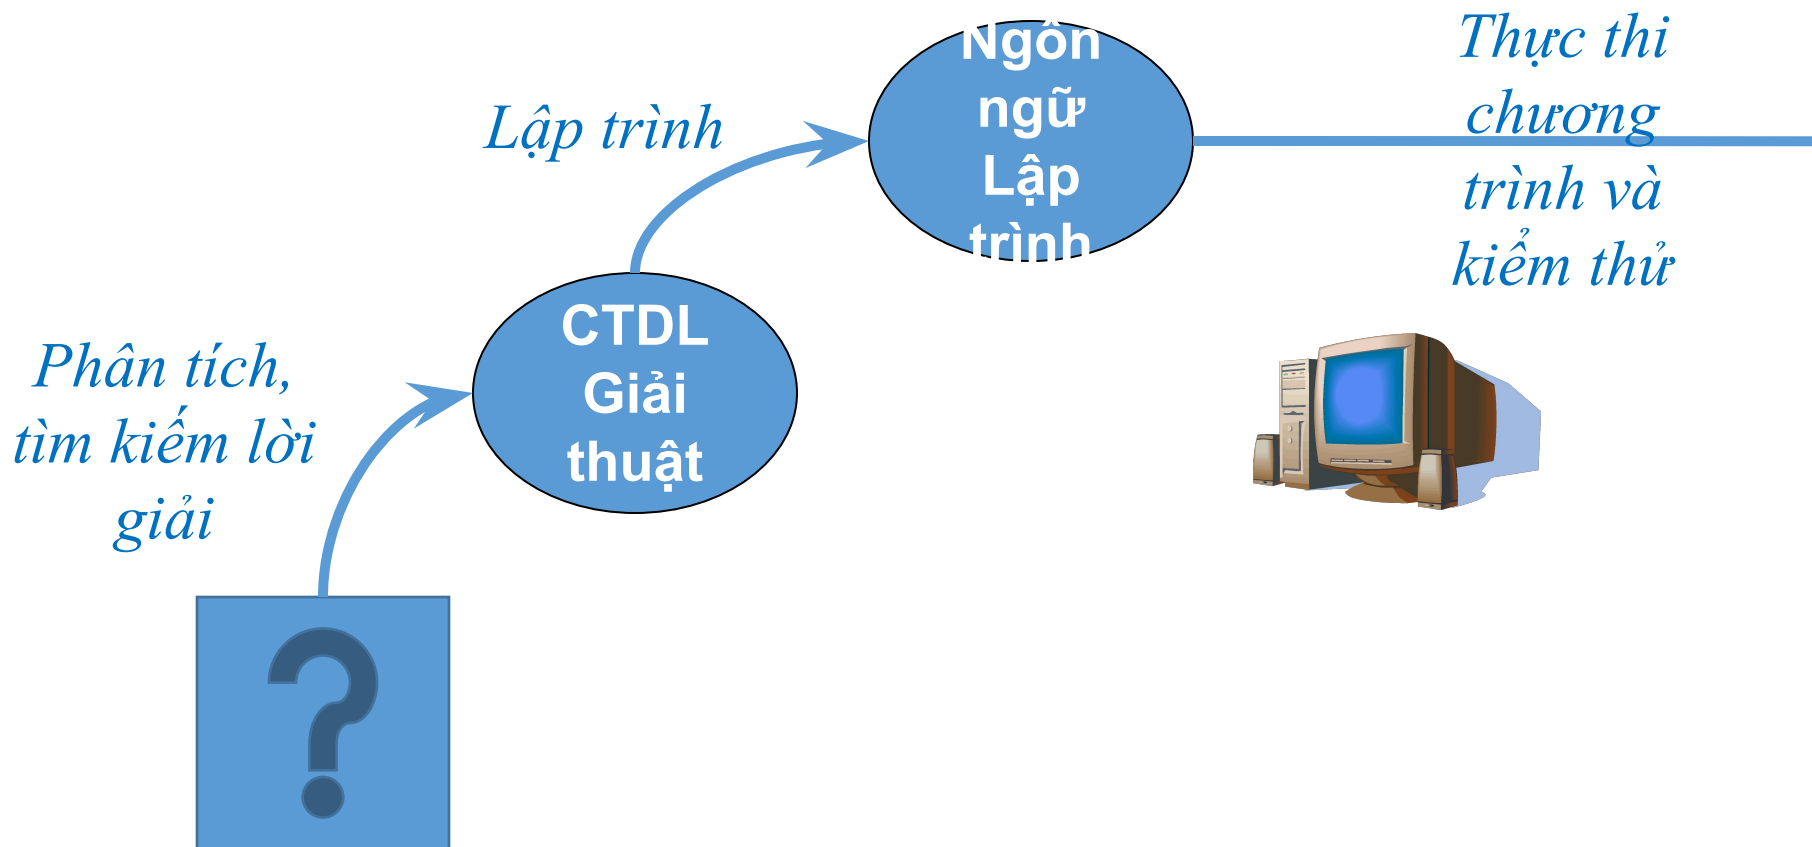 Phân tích,
tìm kiếm lời
giải
CTDL
Giải
thuật
Lập trình
Ngôn
ngữ
Lập
trình
Thực thi
chương
trình và
kiểm thử